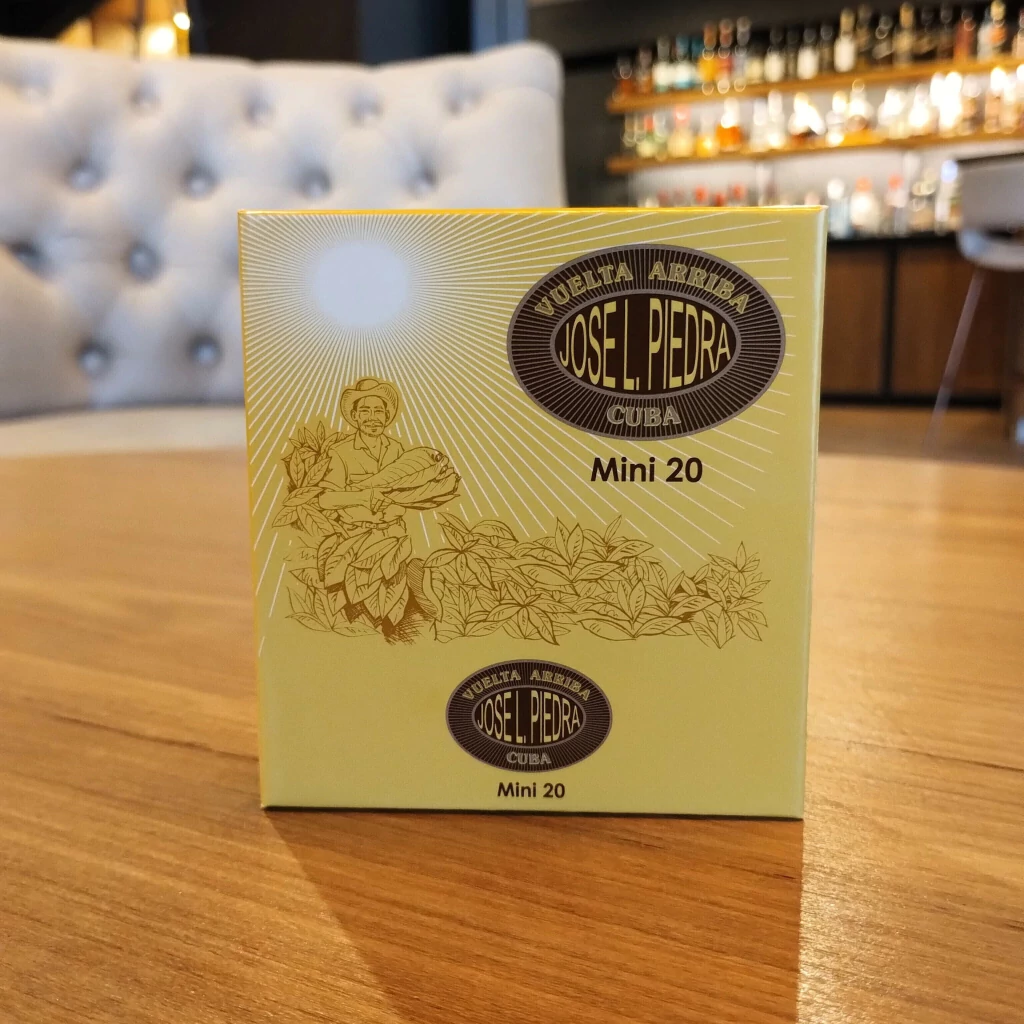 VUELTA ARRIBA
JOSE L. PIEDRA
CUBA
Mini 20
VUELTA ARRIBA
JOSE L. PIEDRA
CUBA
Mini 20